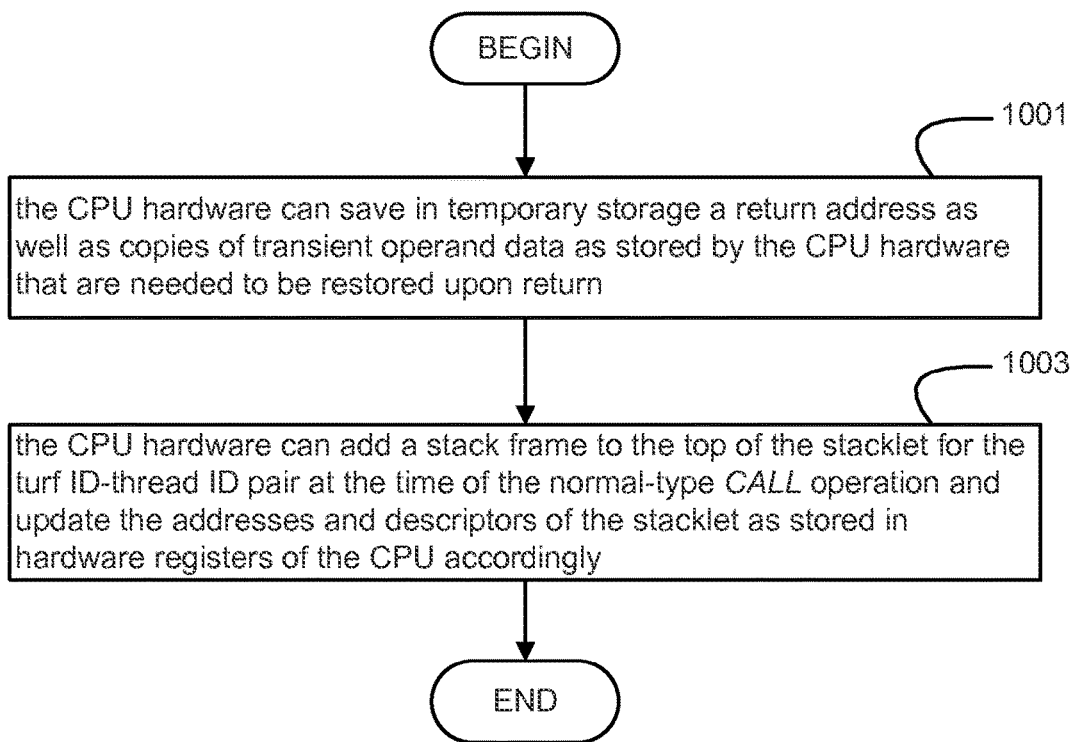 BEGIN
1001
the CPU hardware can save in temporary storage a return address as
well as copies of transient operand data as stored by the CPU hardware
that are needed to be restored upon return
1003
the CPU hardware can add a stack frame to the top of the stacklet for the
turf ID-thread ID pair at the time of the normal-type CALL operation and
update the addresses and descriptors of the stacklet as stored in
hardware registers of the CPU accordingly
END